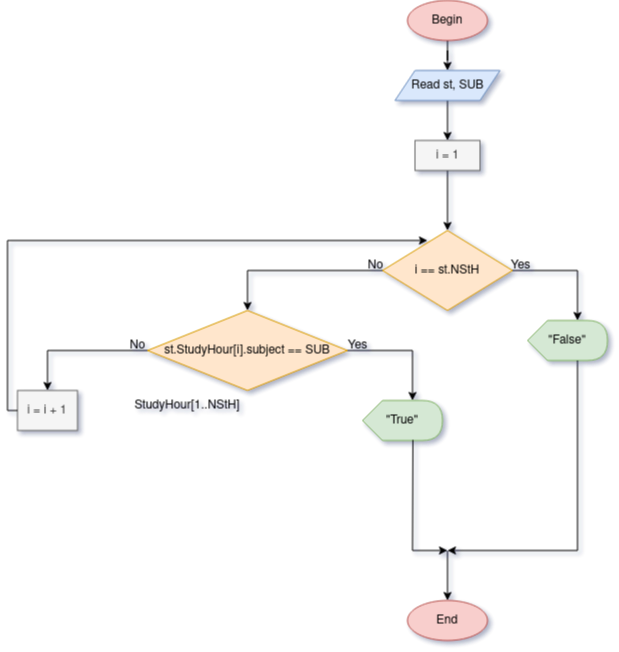 Begin
Read st, SUB
i = 1
i == st.NStH
No
Yes
st.StudyHour[i].subject == SUB
No
Yes
"False"
i = i + 1
StudyHour[1..NStH]
"True"
End